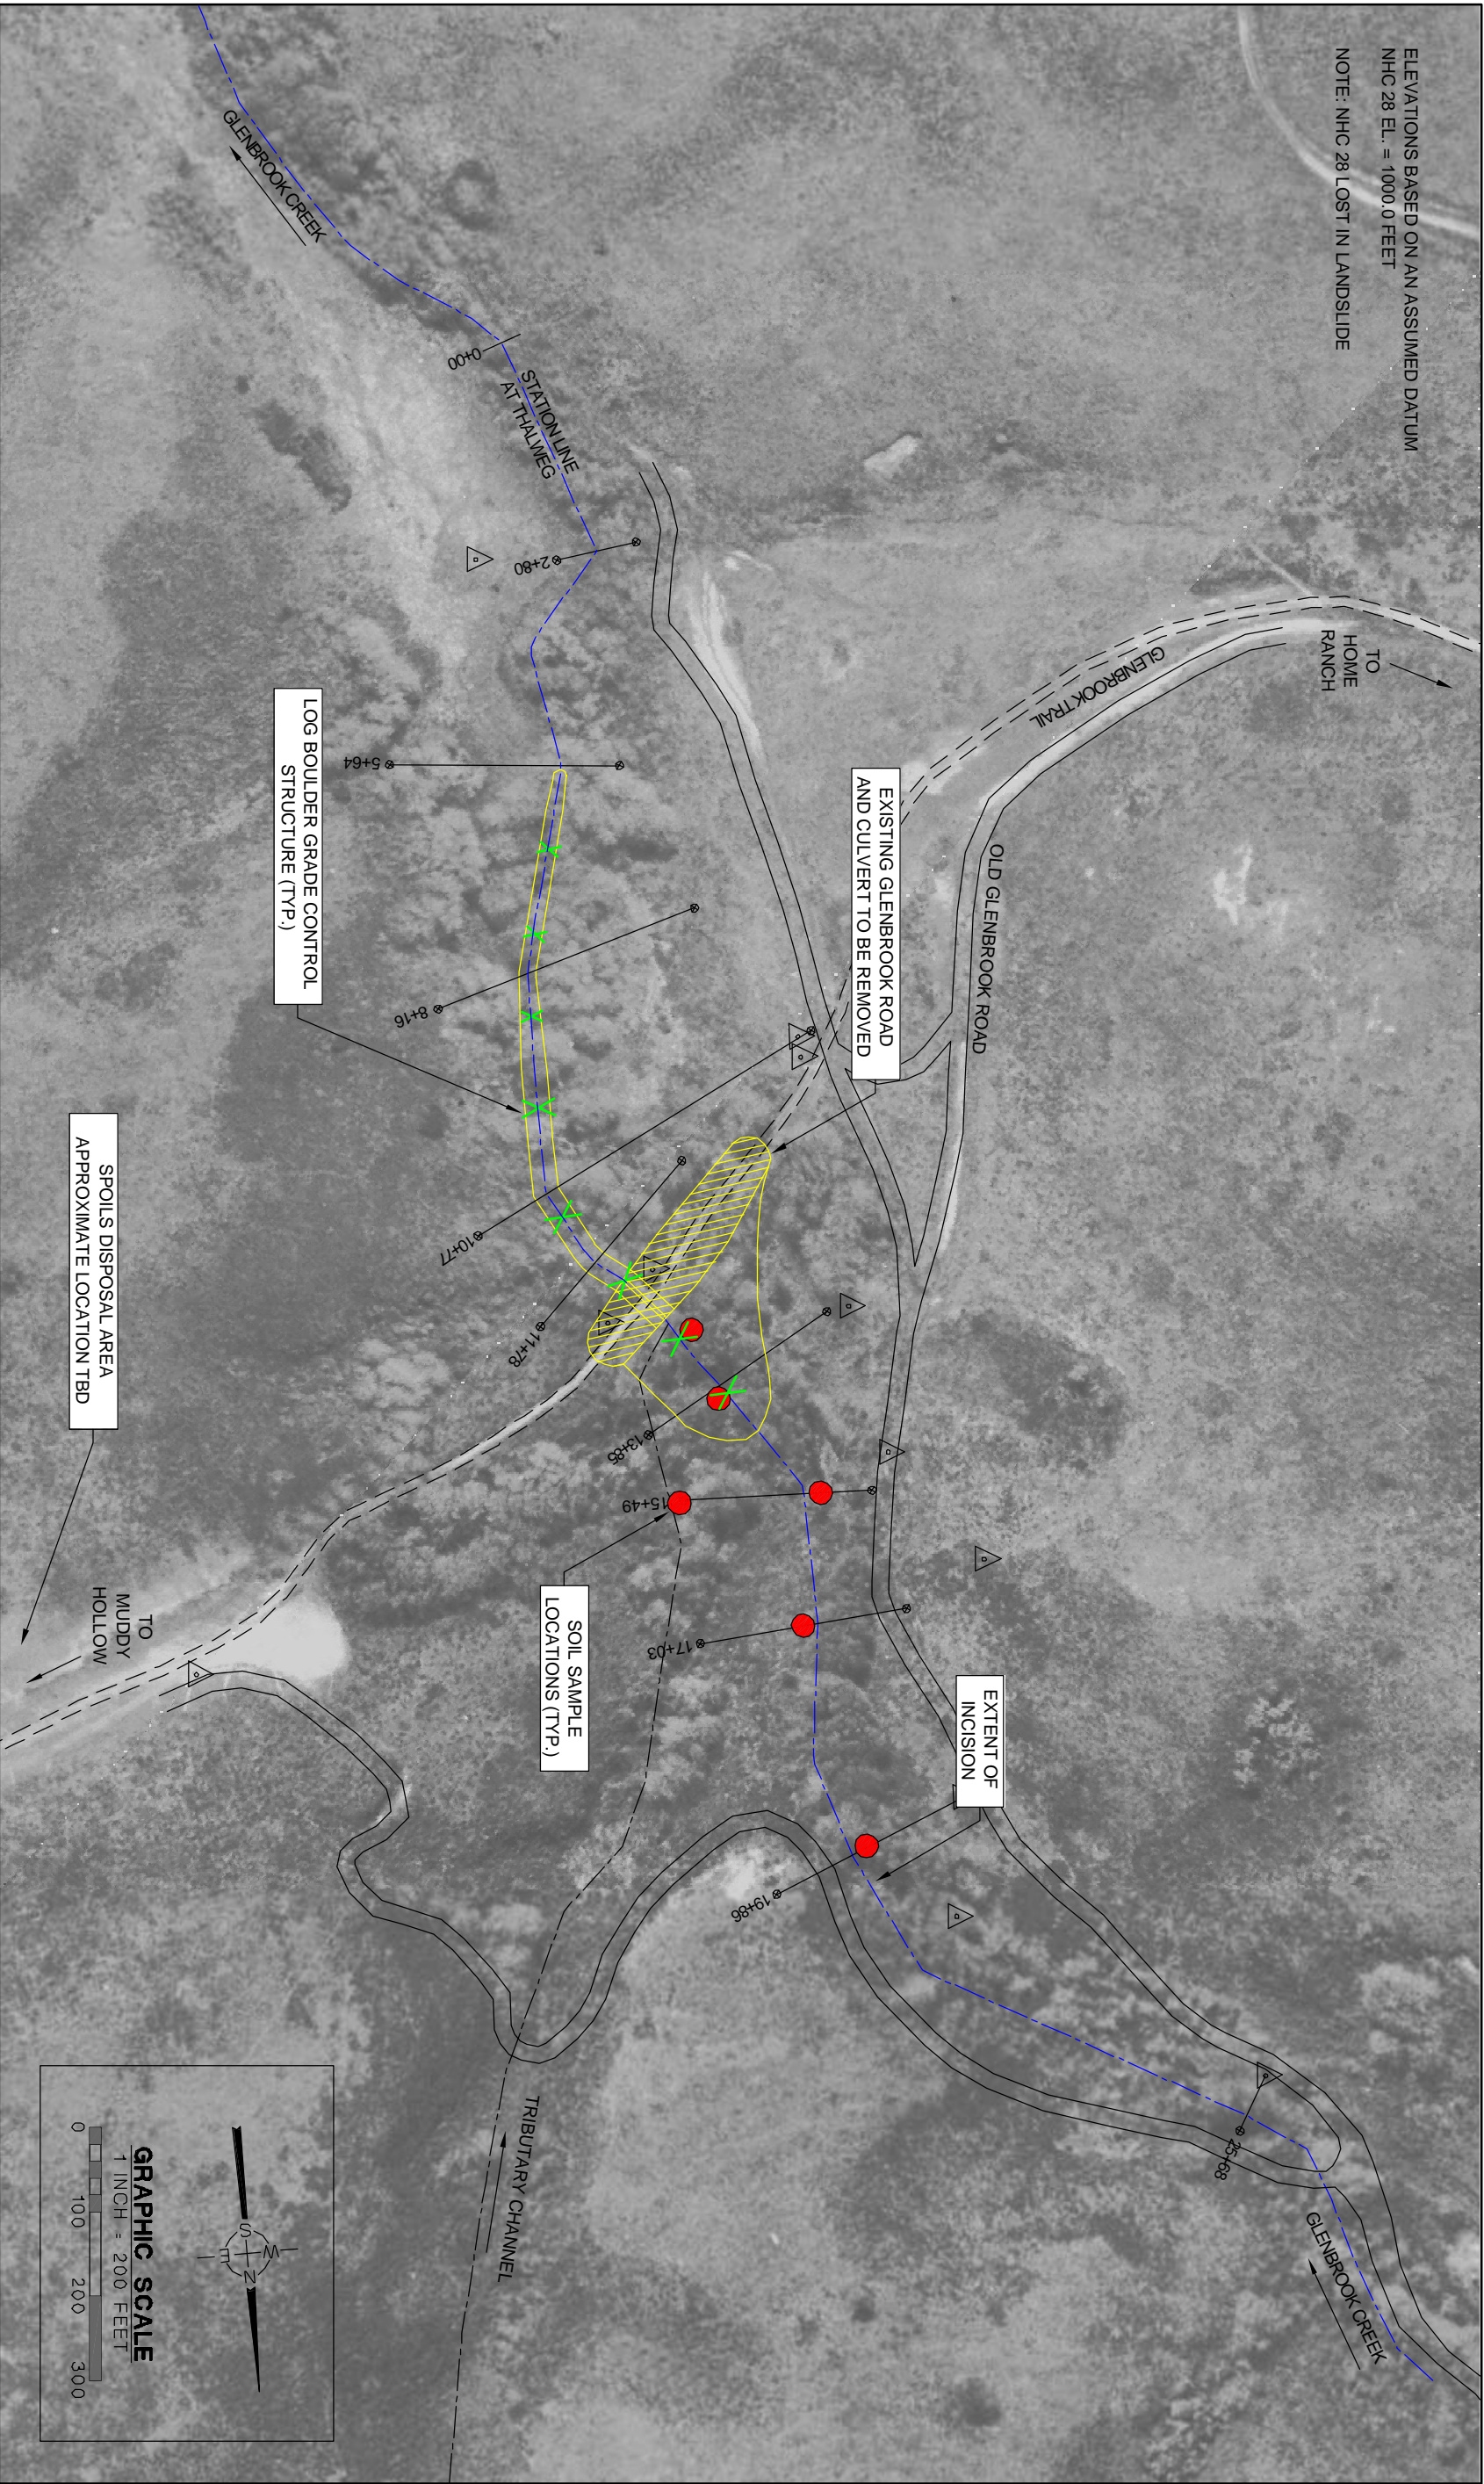 ELEVATIONS BASED ON AN ASSUMED DATUM
NHC 28 EL. = 1000.0 FEET
NOTE: NHC 28 LOST IN LANDSLIDE
TO
HOME
RANCH
GLENBROOK TRAIL
OLD GLENBROOK ROAD
EXISTING GLENBROOK ROAD
AND CULVERT TO BE REMOVED
GLENBROOK CREEK
0+00
STATION LINE
AT THALWEG
2+80
5+64
LOG BOULDER GRADE CONTROL
STRUCTURE (TYP.)
8+16
10+77
11+78
13+85
15+49
17+03
19+86
25+68
SOIL SAMPLE
LOCATIONS (TYP.)
EXTENT OF
INCISION
SPOILS DISPOSAL AREA
APPROXIMATE LOCATION TBD
TO
MUDDY
HOLLOW
TRIBUTARY CHANNEL
GLENBROOK CREEK
N
W
E
S
GRAPHIC SCALE
1 INCH = 200 FEET
0 100 200 300